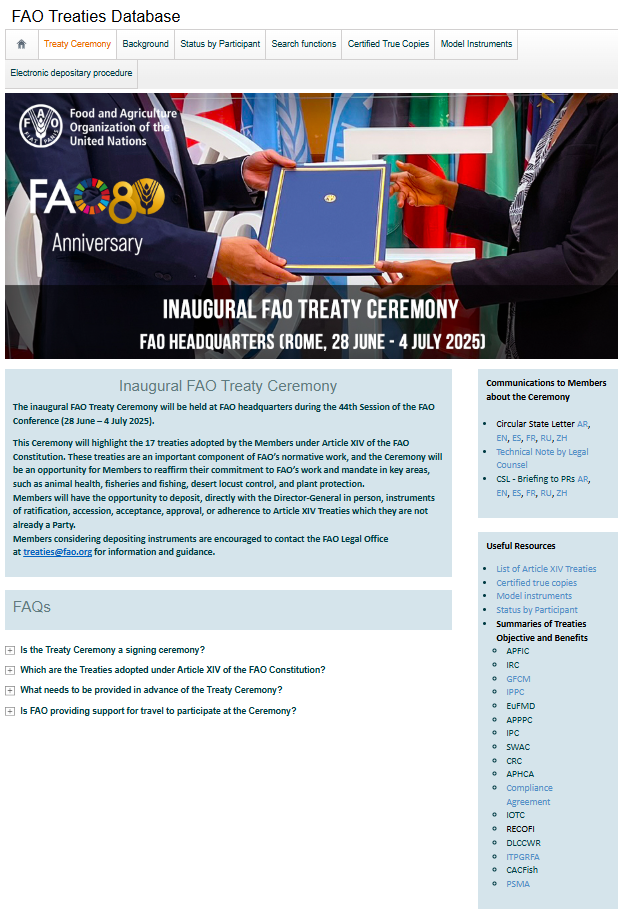 FAO Treaties Database
Treaty Ceremony
Background
Status by Participant
Search functions
Certified True Copies
Model Instruments
Electronic depositary procedure
FAO
FIAT PANIS
Food and Agriculture
Organization of the
United Nations
FAO80
Anniversary
INAUGURAL FAO TREATY CEREMONY
FAO HEADQUARTERS (ROME, 28 JUNE - 4 JULY 2025)
Inaugural FAO Treaty Ceremony
The inaugural FAO Treaty Ceremony will be held at FAO headquarters during the 44th Session of the FAO
Conference (28 June – 4 July 2025).
This Ceremony will highlight the 17 treaties adopted by the Members under Article XIV of the FAO
Constitution. These treaties are an important component of FAO's normative work, and the Ceremony will
be an opportunity for Members to reaffirm their commitment to FAO's work and mandate in key areas,
such as animal health, fisheries and fishing, desert locust control, and plant protection.
Members will have the opportunity to deposit, directly with the Director-General in person, instruments
of ratification, accession, acceptance, approval, or adherence to Article XIV Treaties which they are not
already a Party.
Members considering depositing instruments are encouraged to contact the FAO Legal Office
at treaties@fao.org for information and guidance.
FAQs
Is the Treaty Ceremony a signing ceremony?
Which are the Treaties adopted under Article XIV of the FAO Constitution?
What needs to be provided in advance of the Treaty Ceremony?
Is FAO providing support for travel to participate at the Ceremony?
Communications to Members
about the Ceremony
Circular State Letter AR,
EN, ES, FR, RU, ZH
Technical Note by Legal
Counsel
CSL - Briefing to PRs AR,
EN, ES, FR, RU, ZH
Useful Resources
List of Article XIV Treaties
Certified true copies
Model instruments
Status by Participant
Summaries of Treaties
Objective and Benefits
APFIC
IRC
GFCM
IPPC
EuFMD
APPPC
IPC
SWAC
CRC
APHCA
Compliance
Agreement
IOTC
RECOFI
DLCCWR
ITPGRFA
CACFish
PSMA